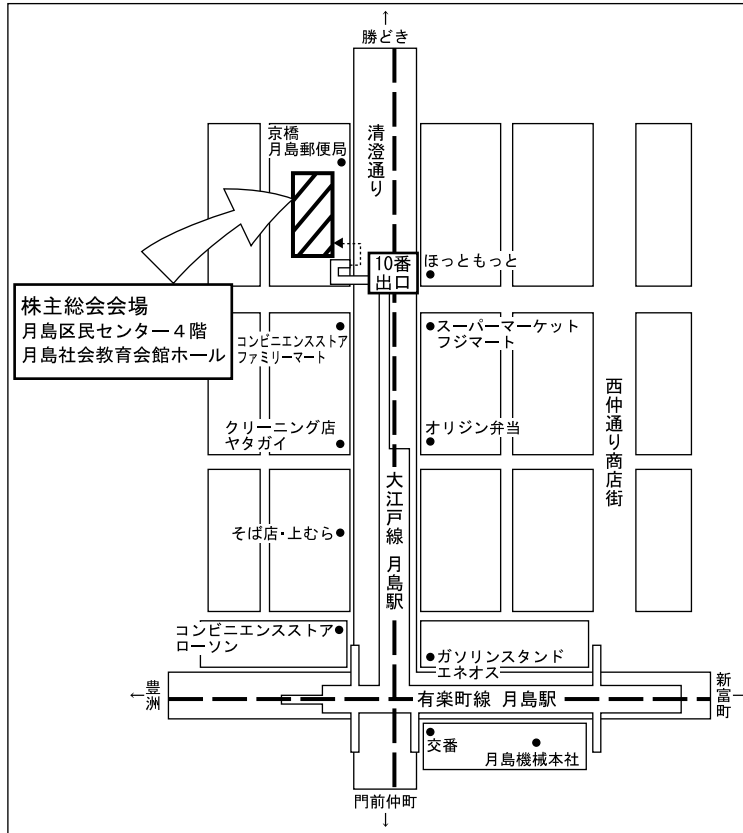 ↑
勝どき
京橋
月島郵便局
清澄通り
10番
出口
ほっともっと
株主総会会場
月島区民センター４階
月島社会教育会館ホール
コンビニエンスストア
ファミリーマート
スーパーマーケット
フジマート
クリーニング店
ヤタガイ
オリジン弁当
西仲通り商店街
大江戸線 月島駅
そば店・上むら
コンビニエンスストア
ローソン
ガソリンスタンド
エネオス
←豊洲
有楽町線 月島駅
新富町→
交番
月島機械本社
門前仲町
↓